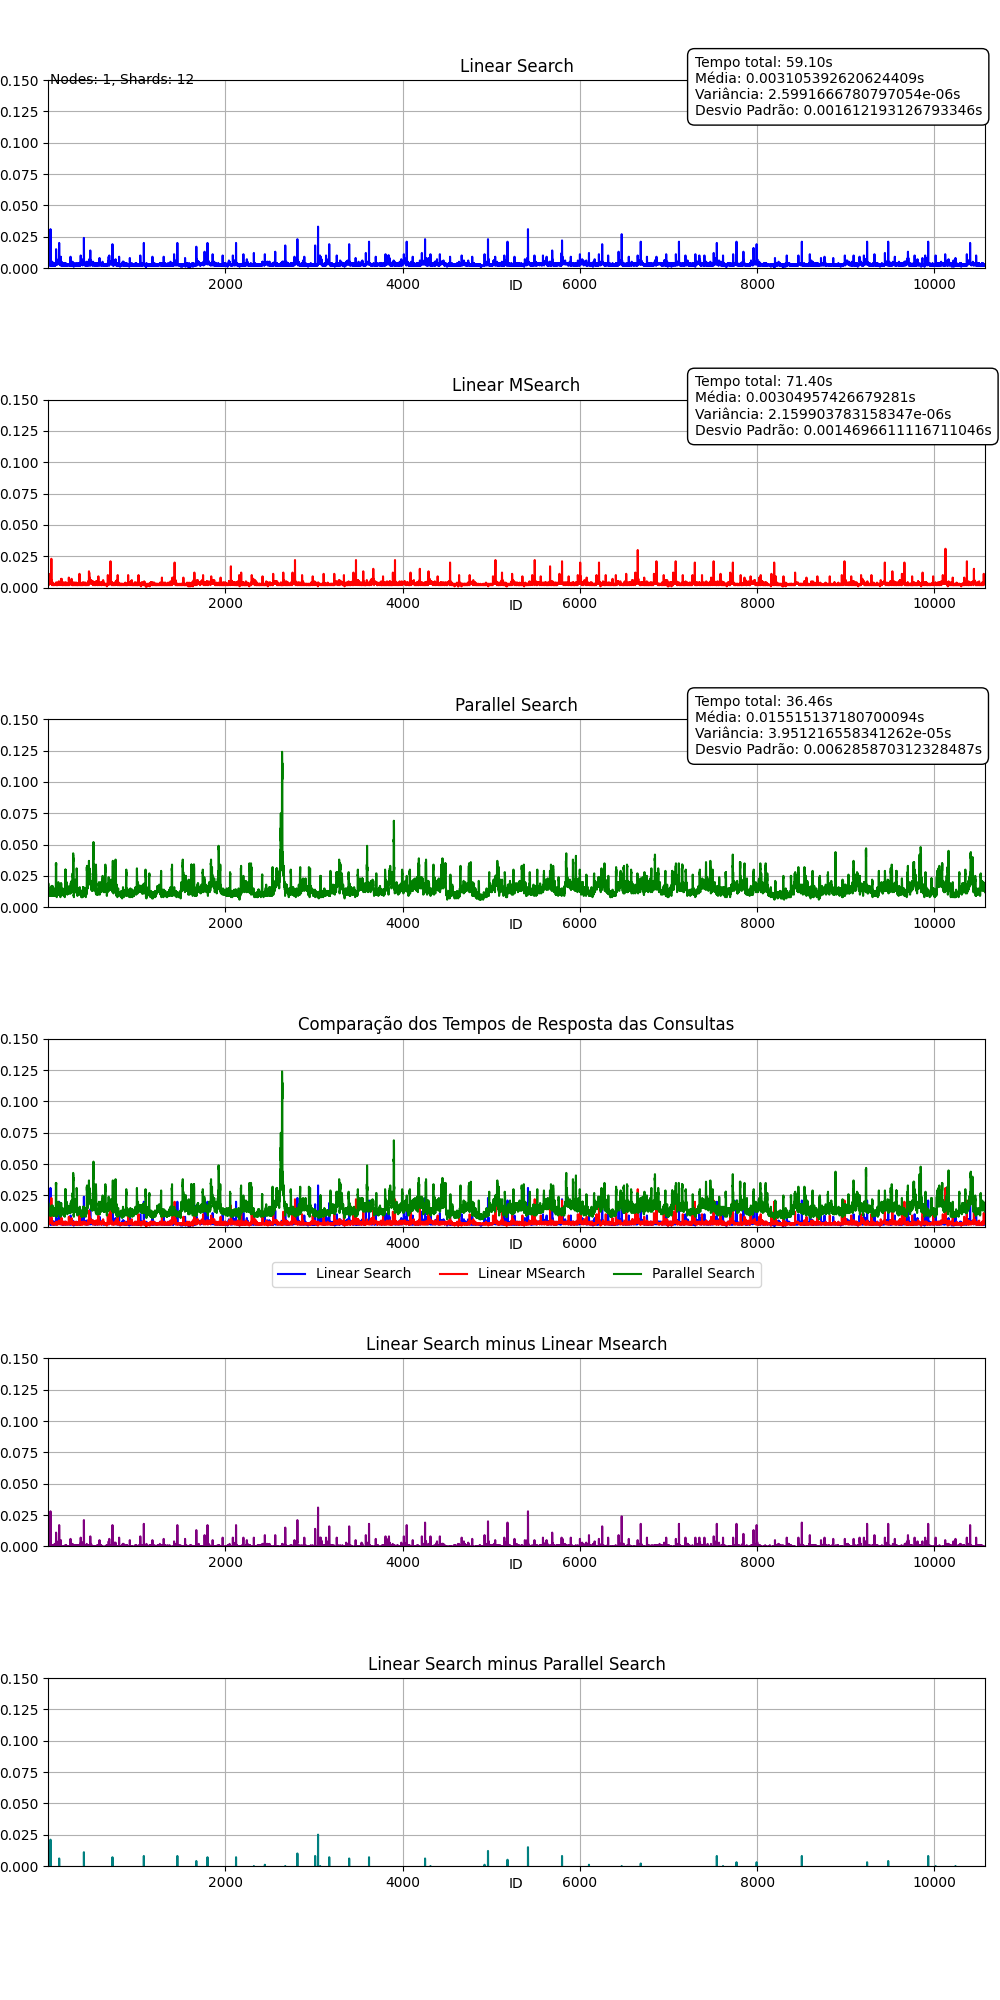 Linear Search
Nodes: 1, Shards: 12
Tempo total: 59.10s
Média: 0.003105392620624409s
Variância: 2.5991666780797054e-06s
Desvio Padrão: 0.001612193126793346s
0.150
0.125
0.100
0.075
0.050
0.025
0.000
2000 4000 6000 8000 10000
ID
Linear MSearch
Tempo total: 71.40s
Média: 0.00304957426679281s
Variância: 2.159903783158347e-06s
Desvio Padrão: 0.0014696611116711046s
0.150
0.125
0.100
0.075
0.050
0.025
0.000
2000 4000 6000 8000 10000
ID
Parallel Search
Tempo total: 36.46s
Média: 0.015515137180700094s
Variância: 3.951216558341262e-05s
Desvio Padrão: 0.006285870312328487s
0.150
0.125
0.100
0.075
0.050
0.025
0.000
2000 4000 6000 8000 10000
ID
Comparação dos Tempos de Resposta das Consultas
0.150
0.125
0.100
0.075
0.050
0.025
0.000
2000 4000 6000 8000 10000
ID
Linear Search Linear MSearch Parallel Search
Linear Search minus Linear Msearch
0.150
0.125
0.100
0.075
0.050
0.025
0.000
2000 4000 6000 8000 10000
ID
Linear Search minus Parallel Search
0.150
0.125
0.100
0.075
0.050
0.025
0.000
2000 4000 6000 8000 10000
ID